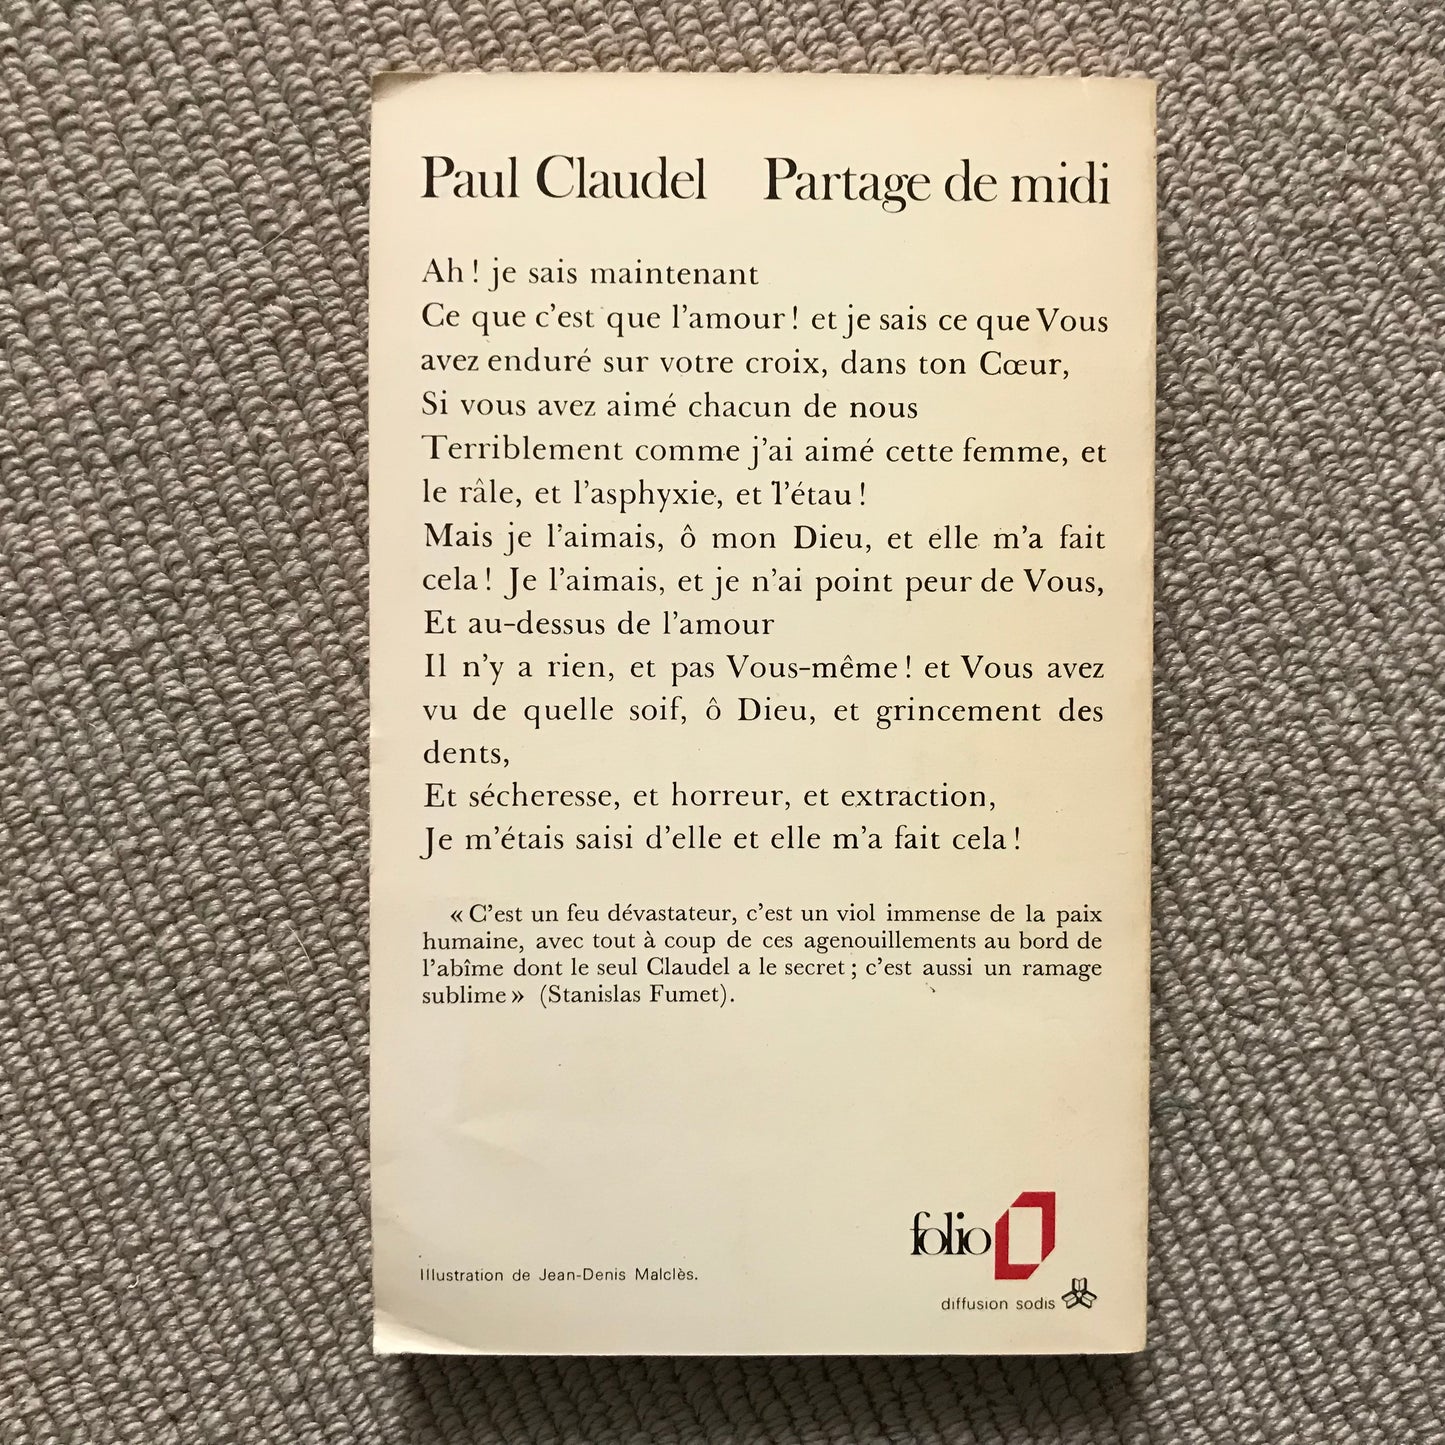 Paul Claudel Partage de midi
Ah ! je sais maintenant
Ce que c'est que l'amour ! et je sais ce que Vous
avez enduré sur votre croix, dans ton Cœur,
Si vous avez aimé chacun de nous
Terriblement comme j'ai aimé cette femme, et
le râle, et l'asphyxie, et l'étau !
Mais je l'aimais, ô mon Dieu, et elle m'a fait
cela ! Je l'aimais, et je n'ai point peur de Vous,
Et au-dessus de l'amour
Il n'y a rien, et pas Vous-même ! et Vous avez
vu de quelle soif, ô Dieu, et grincement des
dents,
Et sécheresse, et horreur, et extraction,
Je m'étais saisi d'elle et elle m'a fait cela !
« C'est un feu dévastateur, c'est un viol immense de la paix
humaine, avec tout à coup de ces agenouillements au bord de
l'abîme dont le seul Claudel a le secret ; c'est aussi un ramage
sublime » (Stanislas Fumet).
folio
Illustration de Jean-Denis Malclès.
diffusion sodis